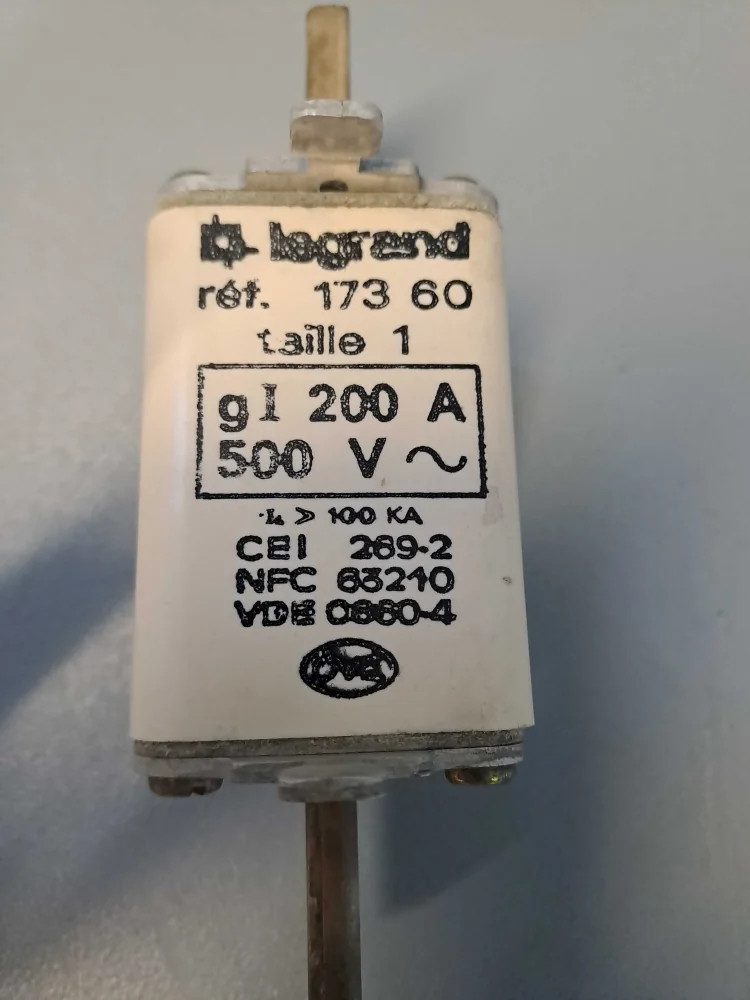 legrand
réf. 173 60
taille 1
gI 200 A
500 V ~
I₁ > 100 KA
CEI 269-2
NFC 63210
VDE 0660-4